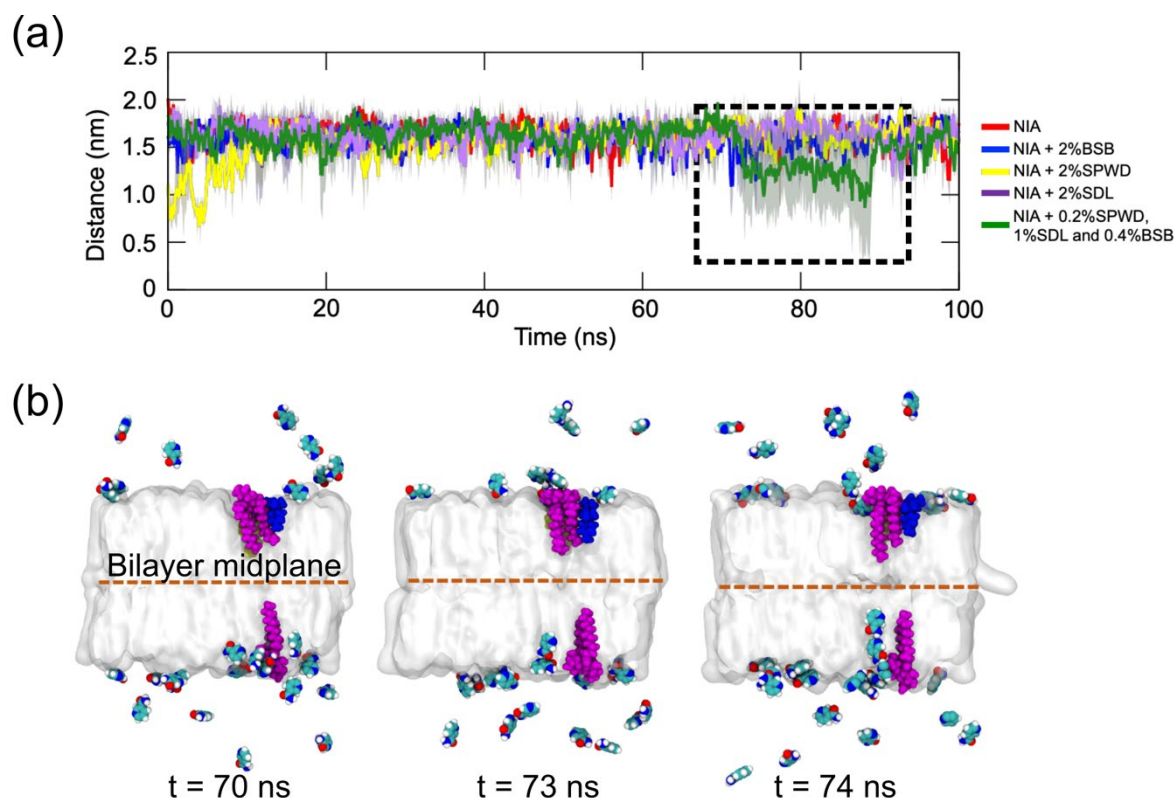 (a)
2.5
2.0
1.5
1.0
0.5
0
Distance (nm)
0
20
40
60
80
100
Time (ns)
NIA
NIA + 2%BSB
NIA + 2%SPWD
NIA + 2%SDL
NIA + 0.2%SPWD,
1%SDL and 0.4%BSB
(b)
Bilayer midplane
t = 70 ns
t = 73 ns
t = 74 ns